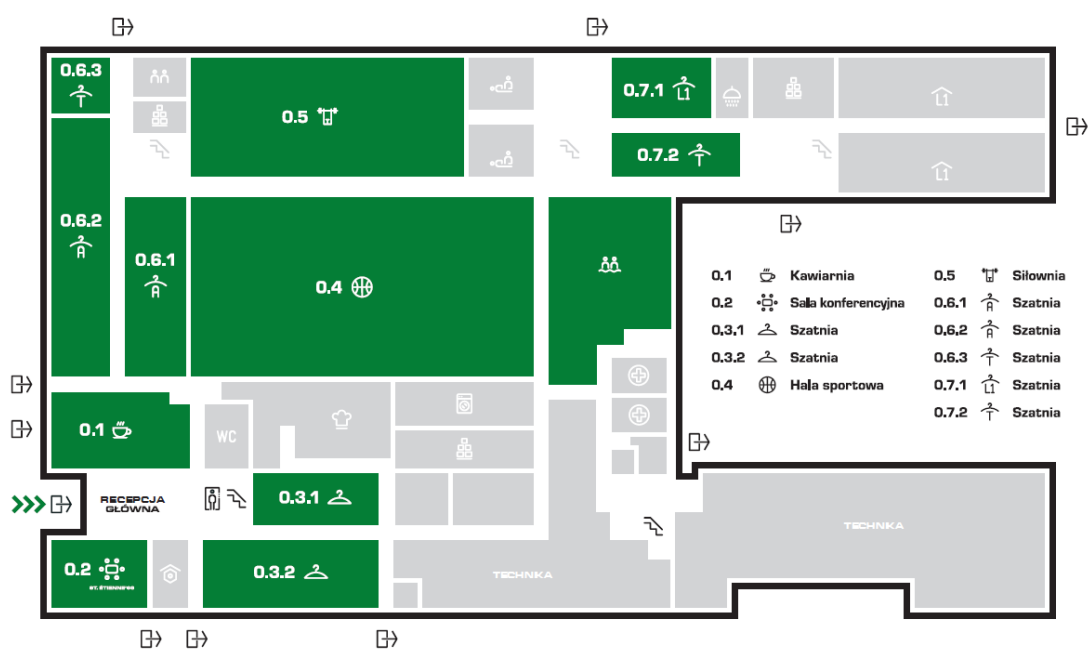 0.6.3
T
0.5
0.7.1
L1
L1
0.7.2
T
L1
0.6.2
A
0.6.1
A
0.4
0.1 Kawiarnia
0.2 Sala konferencyjna
0.3.1 Szatnia
0.3.2 Szatnia
0.4 Hala sportowa
0.5 Siłownia
0.6.1 A Szatnia
0.6.2 A Szatnia
0.6.3 T Szatnia
0.7.1 L1 Szatnia
0.7.2 T Szatnia
0.1
WC
RECEPCJA
GŁÓWNA
0.3.1
TECHNIKA
0.2
0.3.2
TECHNIKA